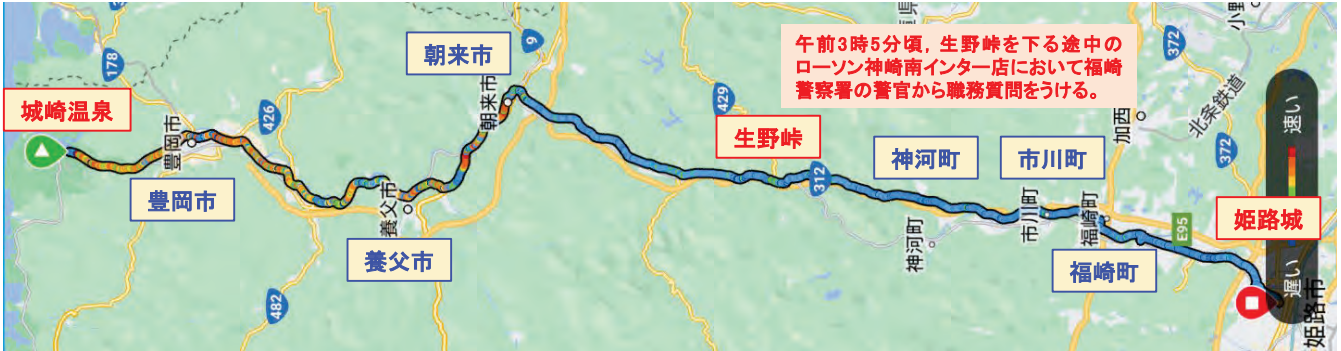 午前3時5分頃，生野峠を下る途中の
ローソン神崎南インター店において福崎
警察署の警官から職務質問をうける。
城崎温泉
豊岡市
養父市
朝来市
生野峠
神河町
市川町
福崎町
姫路城
178
426
482
9
429
312
372
372
E95
豊岡市
養父市
朝来市
神河町
市川町
福崎町
加西
北条鉄道
小野
県
姫路市
速い
遅い